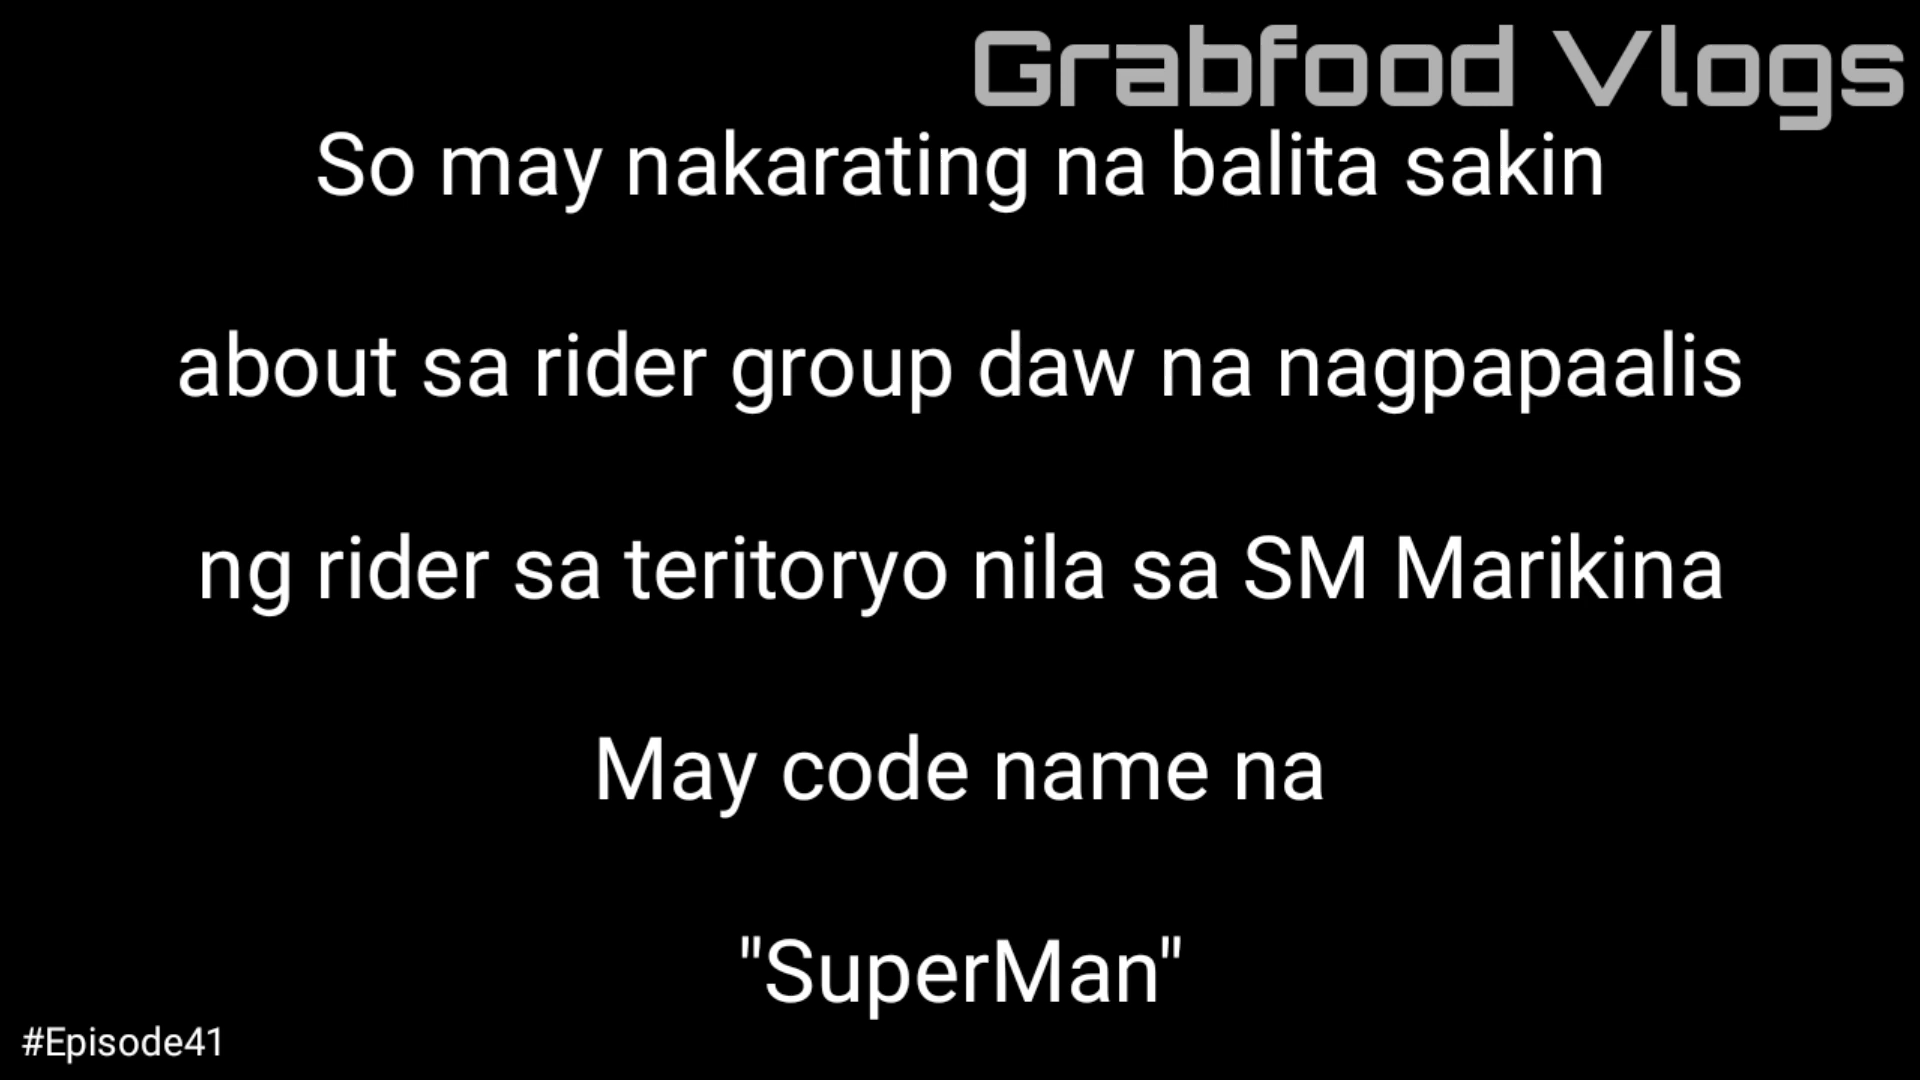 Grabfood Vlogs
So may nakarating na balita sakin
about sa rider group daw na nagpapaalis
ng rider sa teritoryo nila sa SM Marikina
May code name na
"SuperMan"
#Episode41